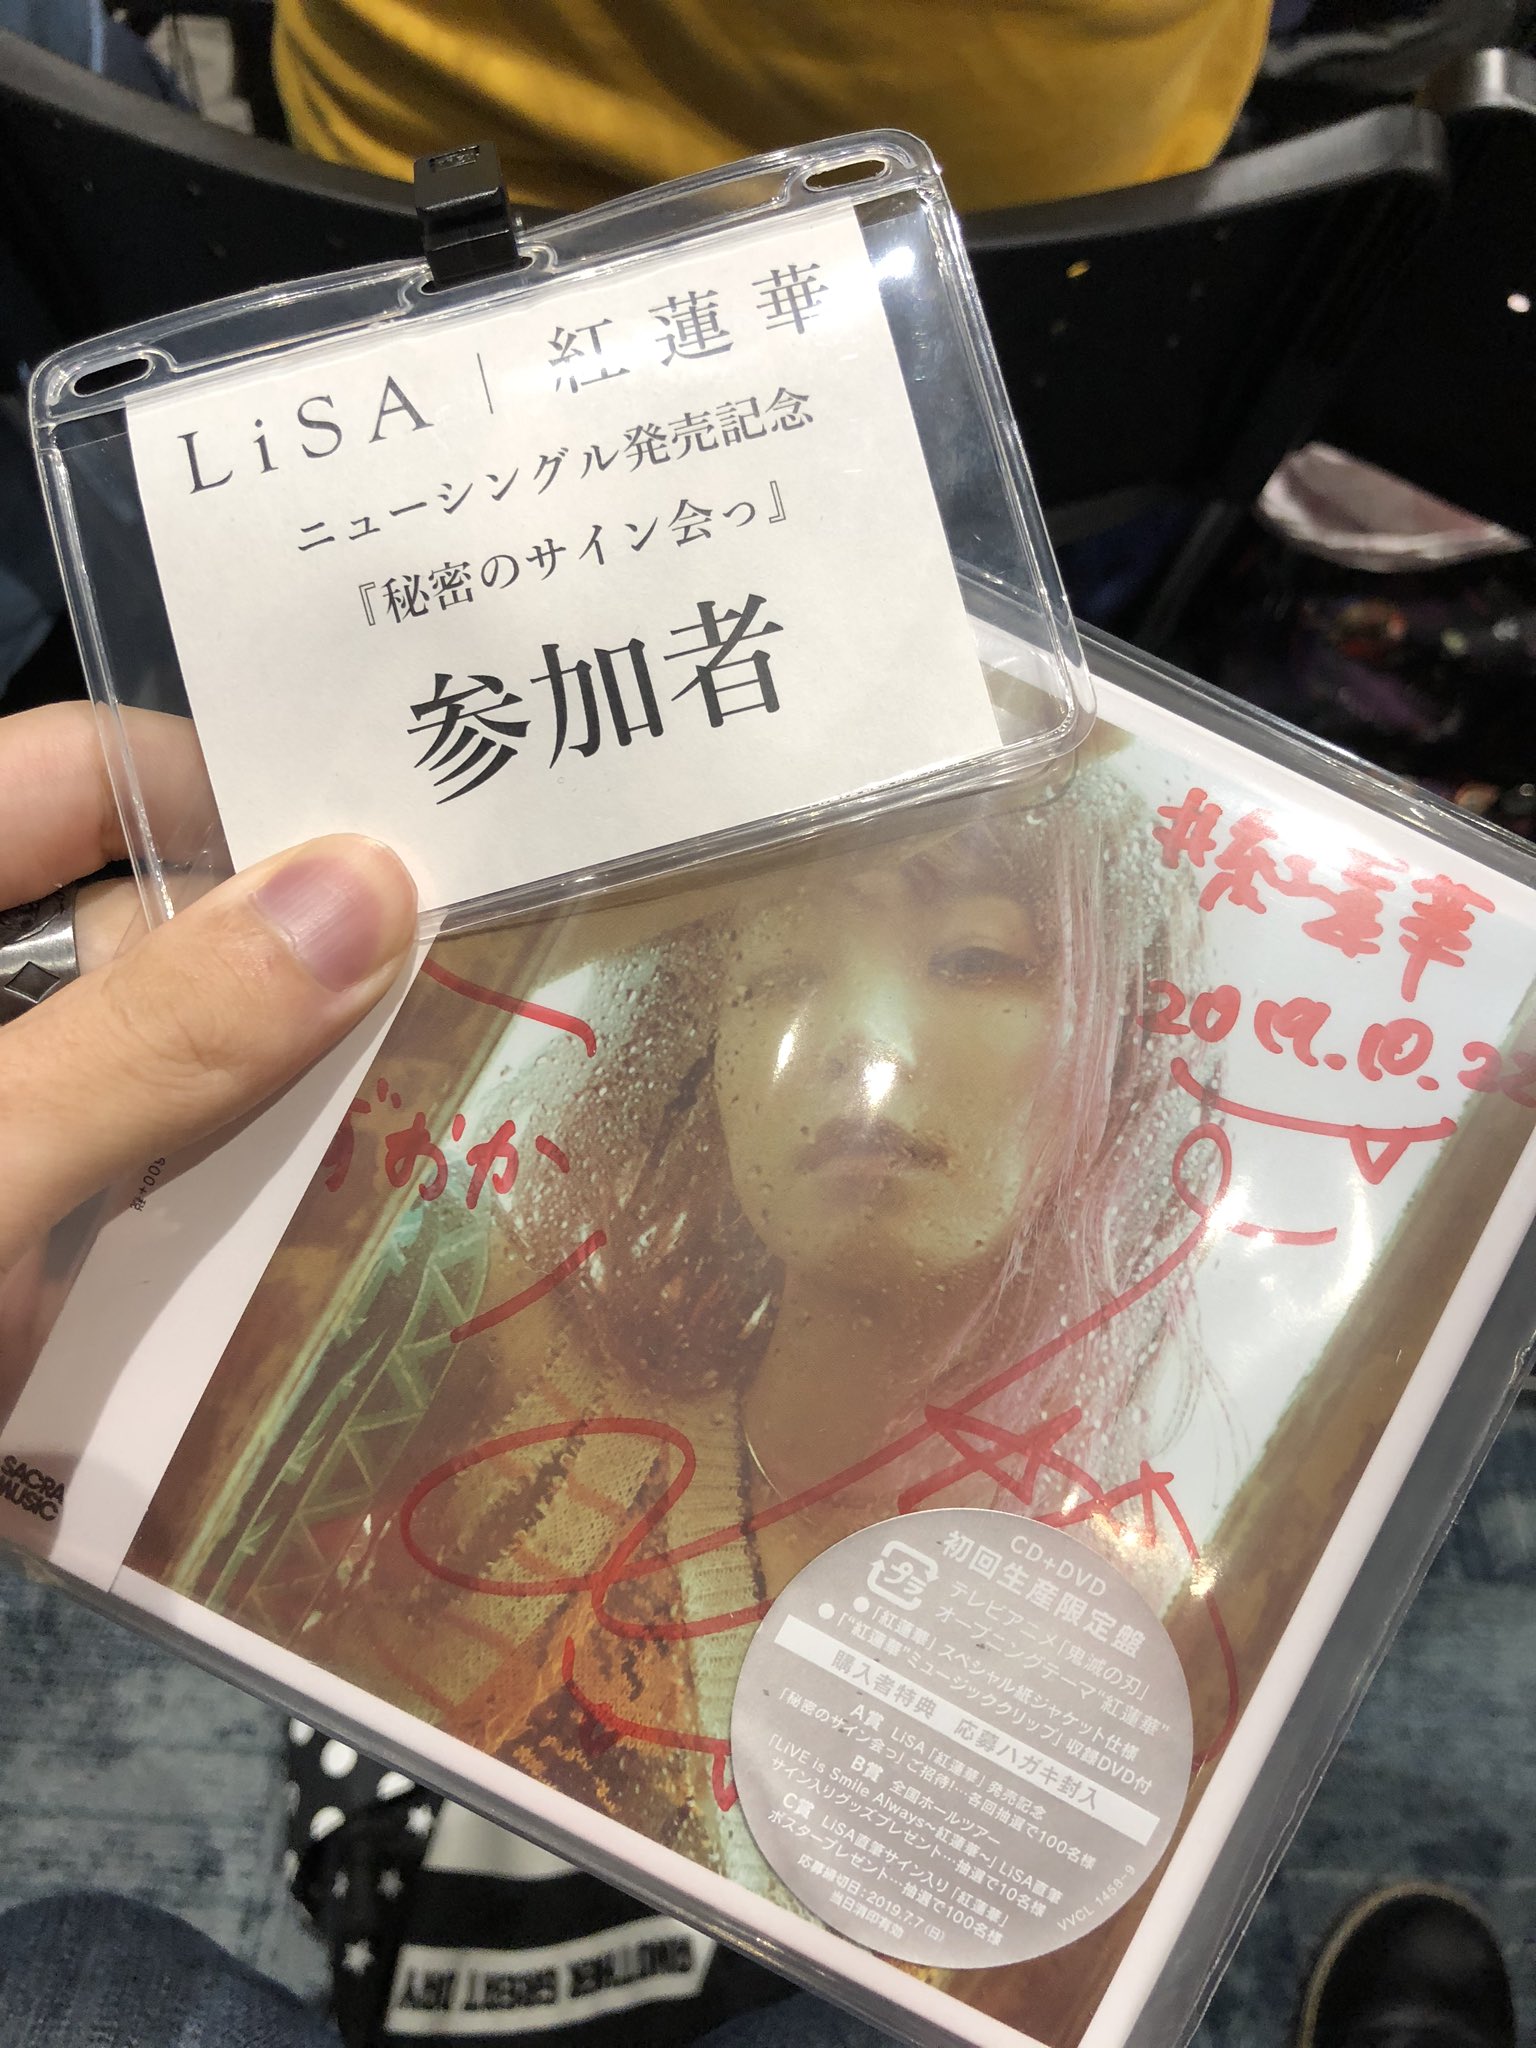 LiSA | 紅蓮華
ニューシングル発売記念
『秘密のサイン会っ』
参加者
#紅蓮華
2019.10.22
ずおか
500+税
SACRA
MUSIC
CD+DVD
初回生産限定盤
プラ
テレビアニメ「鬼滅の刃」
オープニングテーマ"紅蓮華"
●「紅蓮華」スペシャル紙ジャケット仕様
●「"紅蓮華"ミュージッククリップ」収録DVD付
購入者特典 応募ハガキ封入
A賞 LiSA「紅蓮華」発売記念
「秘密のサイン会っ」ご招待!…各回抽選で100名様
B賞 全国ホールツアー
「LiVE is Smile Always~紅蓮華~」LiSA直筆
サイン入りグッズプレゼント…抽選で10名様
C賞 LiSA直筆サイン入り「紅蓮華」
ポスタープレゼント…抽選で100名様
応募締切日:2019.7.7(日)
当日消印有効
VVCL 1458-9